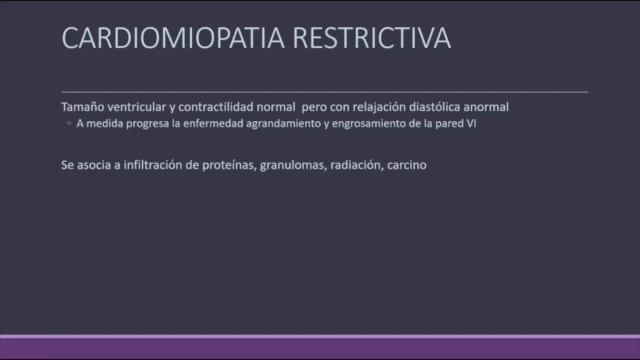 CARDIOMIOPATIA RESTRICTIVA
Tamaño ventricular y contractilidad normal pero con relajación diastólica anormal
◦ A medida progresa la enfermedad agrandamiento y engrosamiento de la pared VI
Se asocia a infiltración de proteínas, granulomas, radiación, carcino